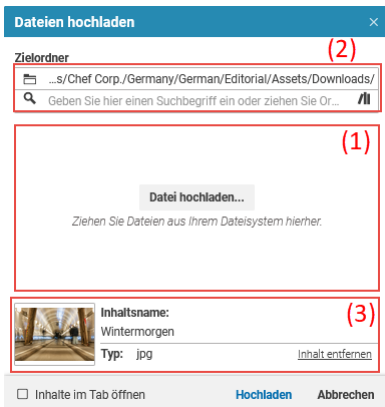 Dateien hochladen
(2)
Zielordner
...s/Chef Corp./Germany/German/Editorial/Assets/Downloads/
Geben Sie hier einen Suchbegriff ein oder ziehen Sie Or...
(1)
Datei hochladen...
Ziehen Sie Dateien aus Ihrem Dateisystem hierher.
(3)
Inhaltsname:
Wintermorgen
Typ: jpg
Inhalt entfernen
Inhalte im Tab öffnen
Hochladen
Abbrechen